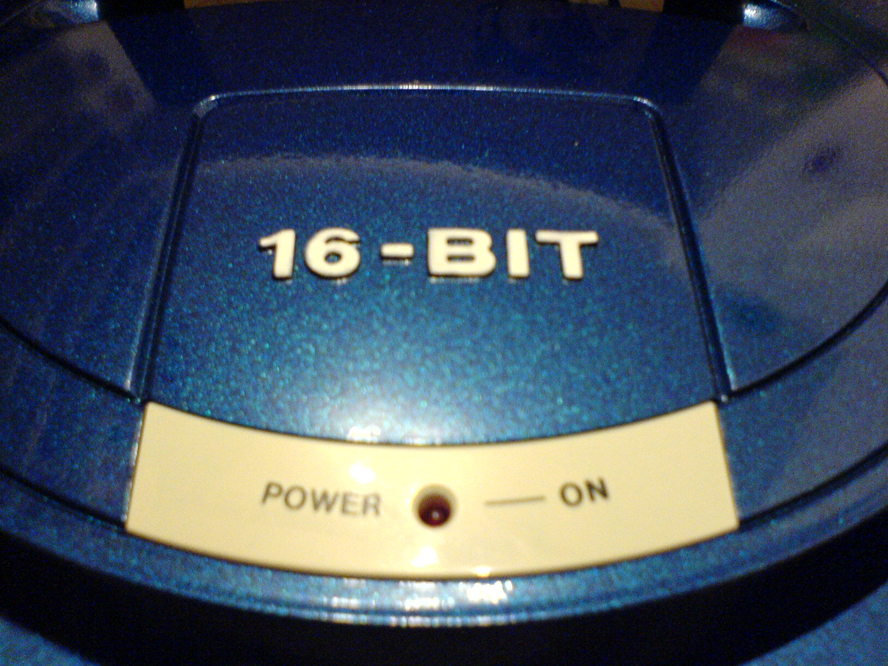 16-BIT
POWER — ON